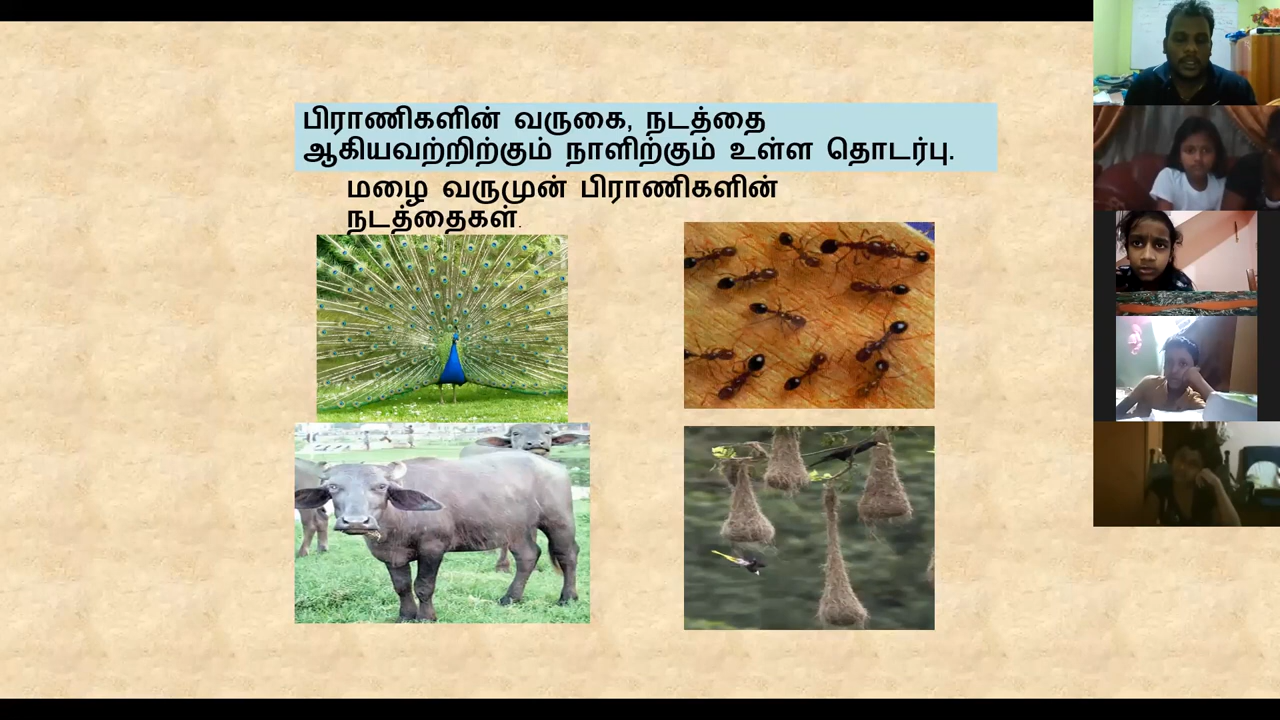 பிராணிகளின் வருகை, நடத்தை
ஆகியவற்றிற்கும் நாளிற்கும் உள்ள தொடர்பு.
மழை வருமுன் பிராணிகளின்
நடத்தைகள்.